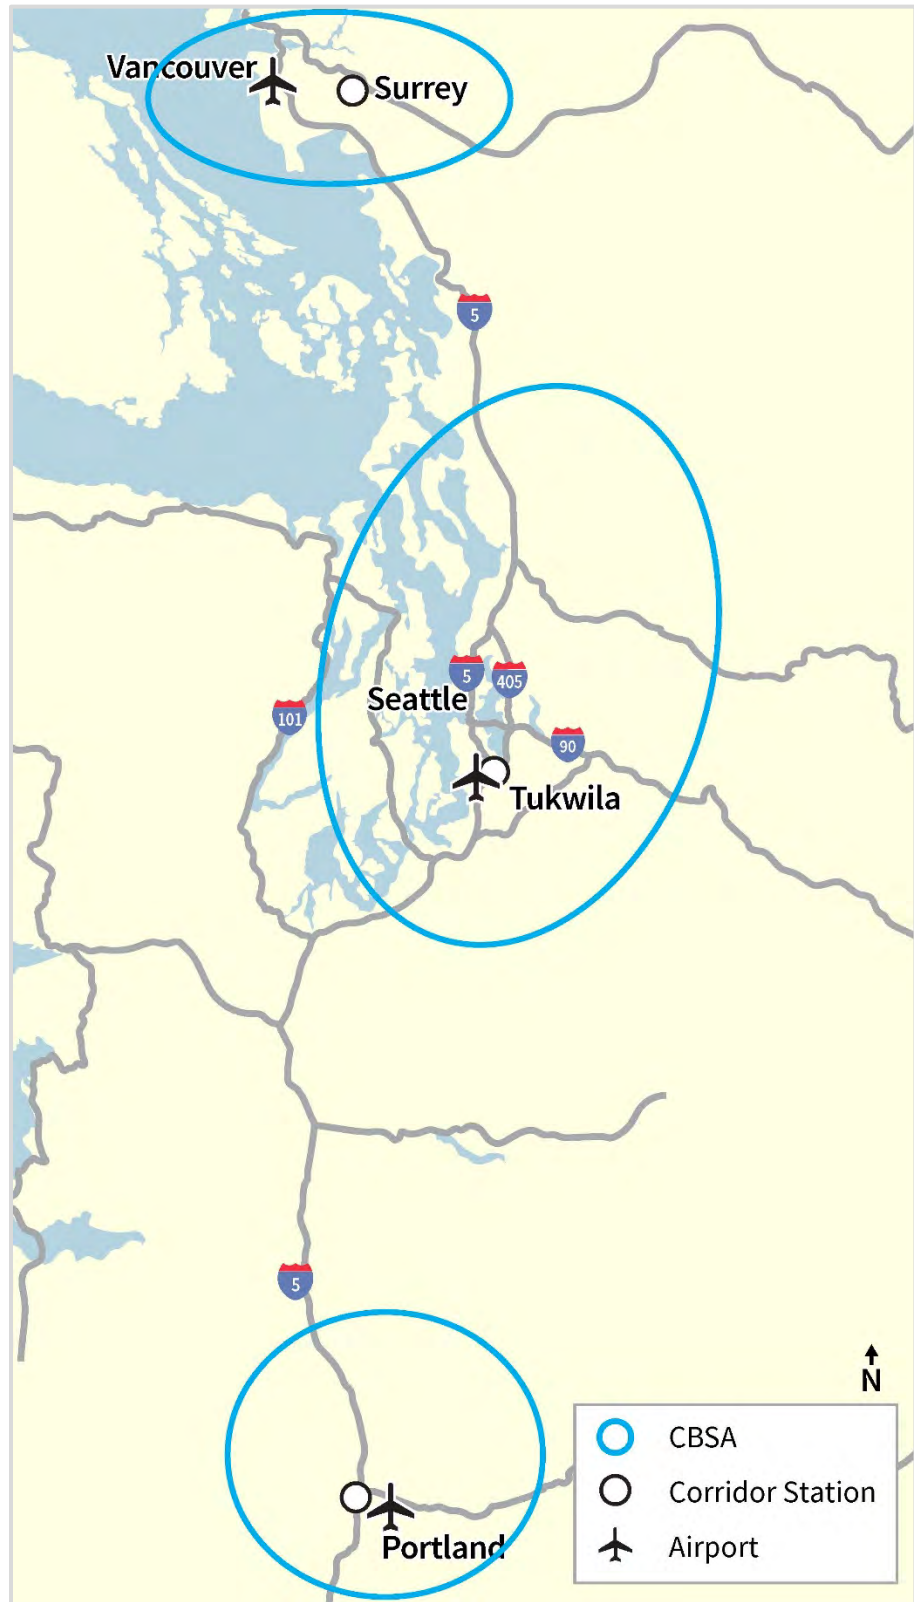 Vancouver
Surrey
5
5
405
Seattle
101
90
Tukwila
5
N
CBSA
Corridor Station
Portland
Airport